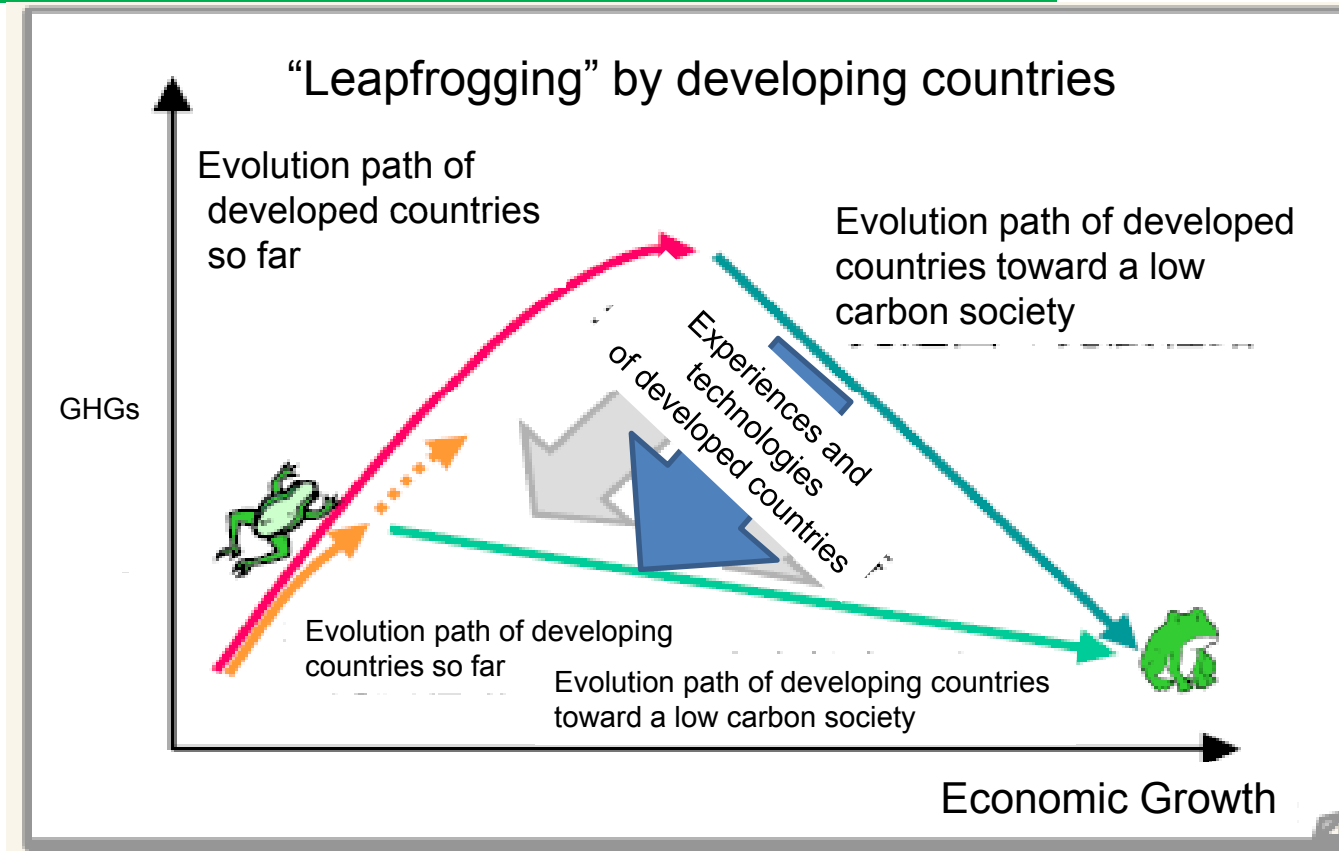 “Leapfrogging” by developing countries
Evolution path of
developed countries
so far
Evolution path of developed
countries toward a low
carbon society
Experiences and
technologies
of developed countries
GHGs
Evolution path of developing
countries so far
Evolution path of developing countries
toward a low carbon society
Economic Growth